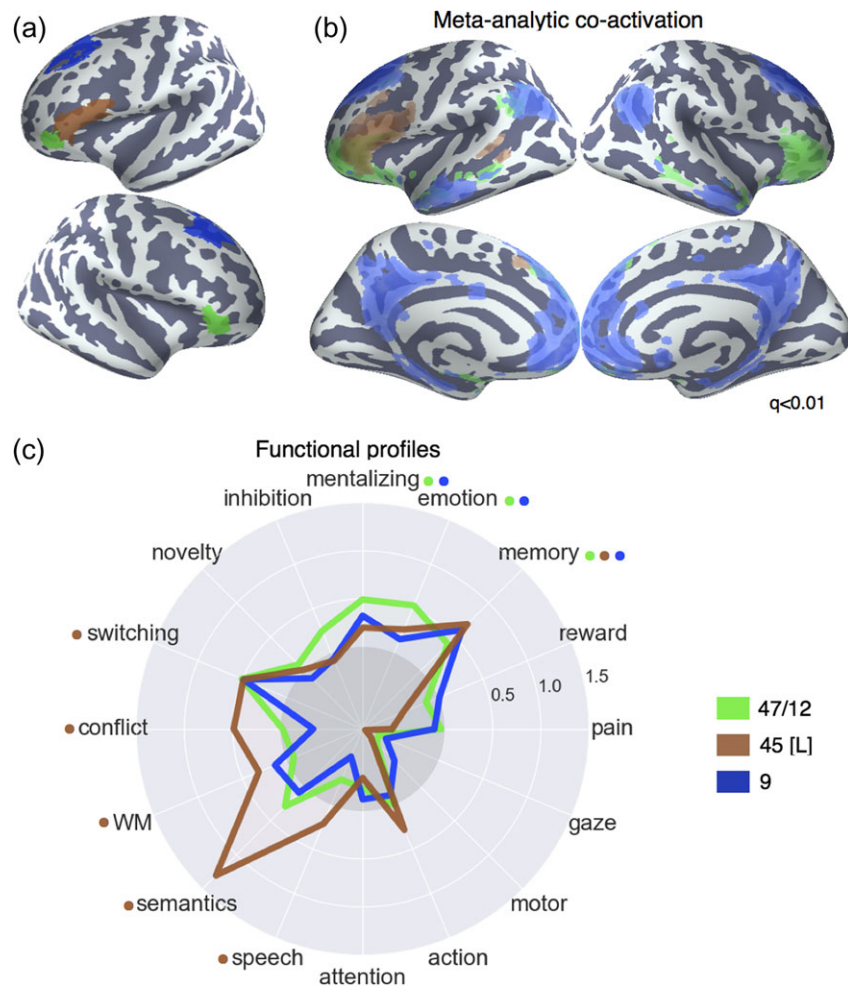 (a)
(b)
Meta-analytic co-activation
q<0.01
(c)
Functional profiles
mentalizing
inhibition
emotion
novelty
memory
switching
reward
0.5
1.0
1.5
conflict
pain
WM
gaze
semantics
motor
speech
action
attention
47/12
45 [L]
9